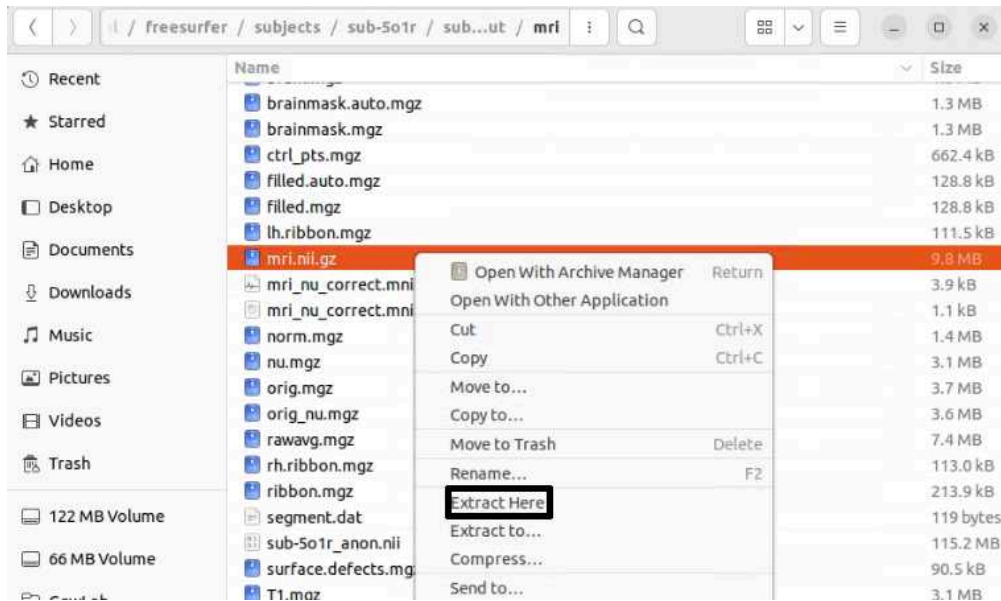 / freesurfer / subjects / sub-5o1r / sub...ut / mri
Name Size
Recent
Starred
Home
Desktop
Documents
Downloads
Music
Pictures
Videos
Trash
122 MB Volume
66 MB Volume
brainmask.auto.mgz 1.3 MB
brainmask.mgz 1.3 MB
ctrl_pts.mgz 662.4 kB
filled.auto.mgz 128.8 kB
filled.mgz 128.8 kB
lh.ribbon.mgz 111.5 kB
mri.nii.gz 9.8 MB
mri_nu_correct.mni 3.9 kB
mri_nu_correct.mni 1.1 kB
norm.mgz 1.4 MB
nu.mgz 3.1 MB
orig.mgz 3.7 MB
orig_nu.mgz 3.6 MB
rawavg.mgz 7.4 MB
rh.ribbon.mgz 113.0 kB
ribbon.mgz 213.9 kB
segment.dat 119 bytes
sub-5o1r_anon.nii 115.2 MB
surface.defects.mg 90.5 kB
T1.mgz 3.1 MB
Open With Archive Manager Return
Open With Other Application
Cut Ctrl+X
Copy Ctrl+C
Move to...
Copy to...
Move to Trash Delete
Rename... F2
Extract Here
Extract to...
Compress...
Send to...